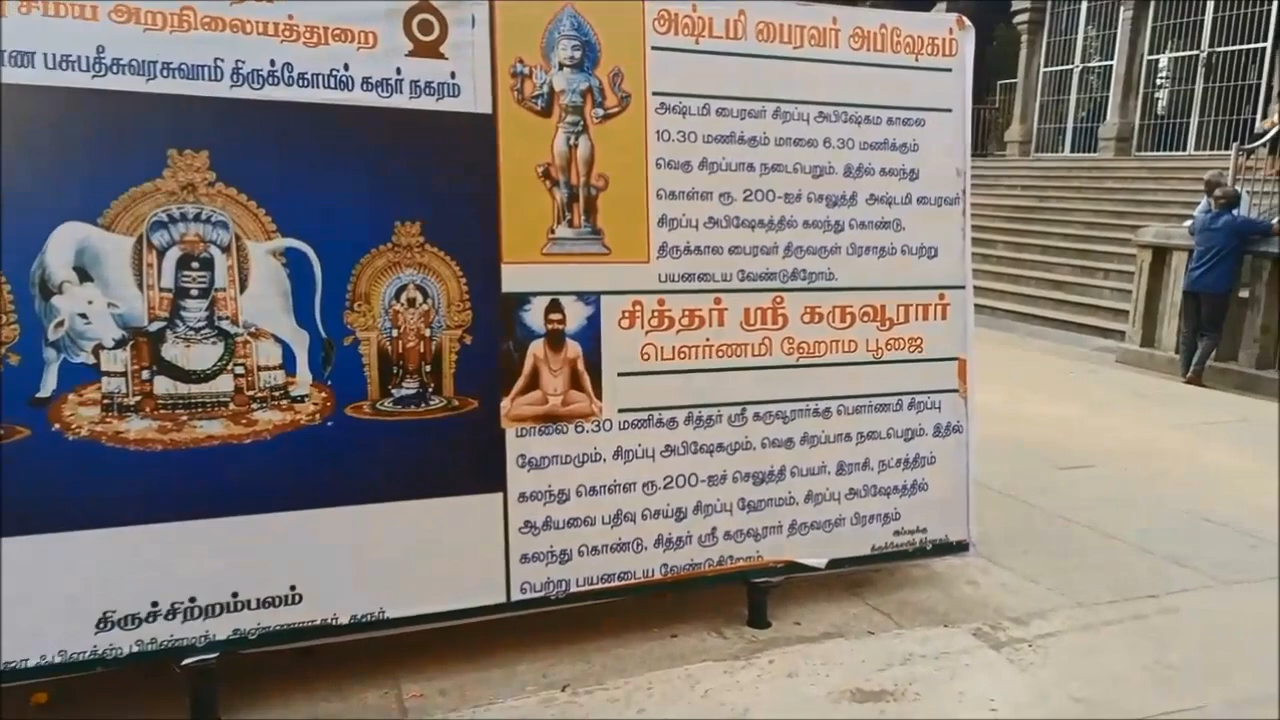 சமய அறநிலையத்துறை
பசுபதீசுவரசுவாமி திருக்கோயில் கரூர் நகரம்
திருச்சிற்றம்பலம்
பிரிண்டிங், அண்ணாநகர், கரூர்.
அஷ்டமி பைரவர் அபிஷேகம்
அஷ்டமி பைரவர் சிறப்பு அபிஷேகம காலை
10.30 மணிக்கும் மாலை 6.30 மணிக்கும்
வெகு சிறப்பாக நடைபெறும். இதில் கலந்து
கொள்ள ரூ. 200-ஐச் செலுத்தி அஷ்டமி பைரவர்
சிறப்பு அபிஷேகத்தில் கலந்து கொண்டு,
திருக்கால பைரவர் திருவருள் பிரசாதம் பெற்று
பயனடைய வேண்டுகிறோம்.
சித்தர் ஸ்ரீ கருவூரார்
பௌர்ணமி ஹோம பூஜை
மாலை 6.30 மணிக்கு சித்தர் ஸ்ரீ கருவூரார்க்கு பௌர்ணமி சிறப்பு
ஹோமமும், சிறப்பு அபிஷேகமும், வெகு சிறப்பாக நடைபெறும். இதில்
கலந்து கொள்ள ரூ.200-ஐச் செலுத்தி பெயர், இராசி, நட்சத்திரம்
ஆகியவை பதிவு செய்து சிறப்பு ஹோமம், சிறப்பு அபிஷேகத்தில்
கலந்து கொண்டு, சித்தர் ஸ்ரீ கருவூரார் திருவருள் பிரசாதம்
பெற்று பயனடைய வேண்டுகிறோம்
இப்படிக்கு